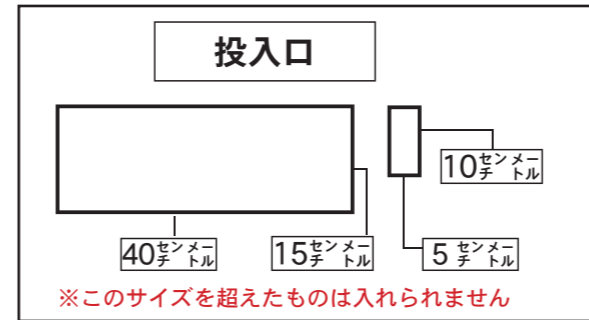 投入口
10センチメートル
40センチメートル
15センチメートル
5センチメートル
※このサイズを超えたものは入れられません